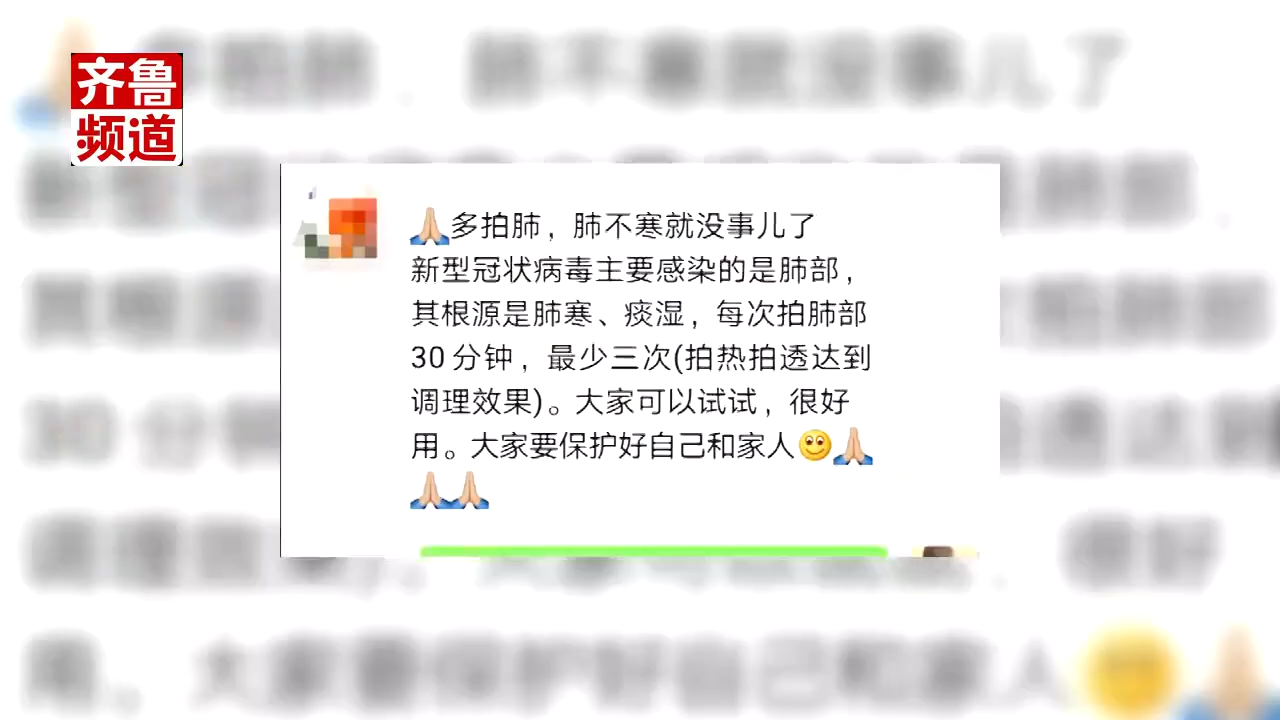 齐鲁
频道
🙏多拍肺，肺不寒就没事儿了
新型冠状病毒主要感染的是肺部，
其根源是肺寒、痰湿，每次拍肺部
30分钟，最少三次(拍热拍透达到
调理效果)。大家可以试试，很好
用。大家要保护好自己和家人🙂🙏
🙏🙏